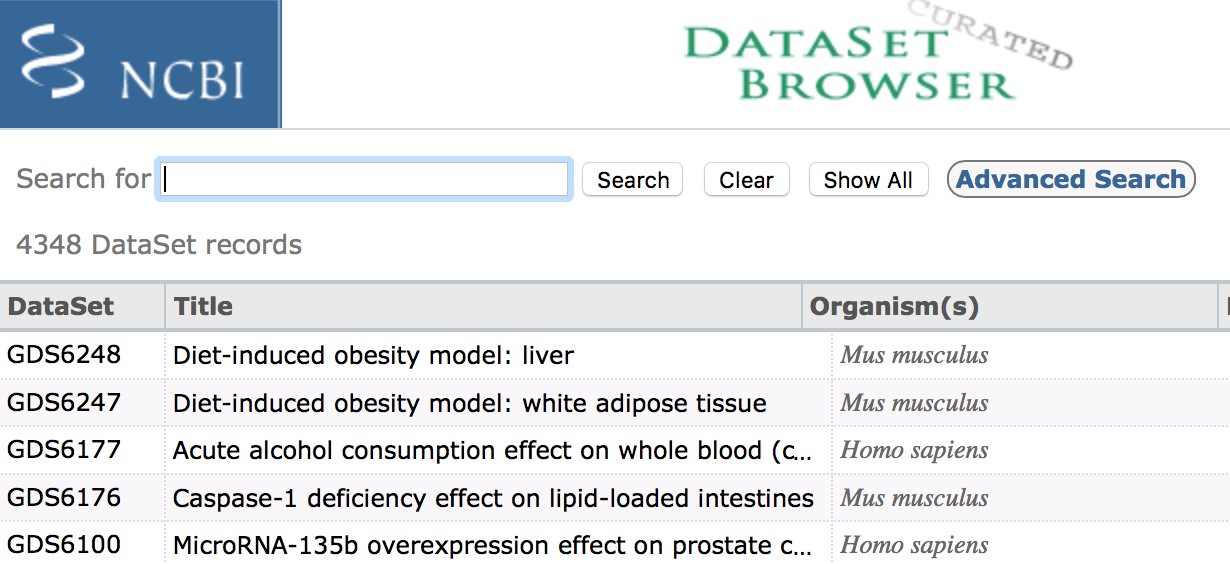 NCBI
DATASET
CURATED
BROWSER
Search for Search Clear Show All Advanced Search
4348 DataSet records
DataSet Title Organism(s)
GDS6248 Diet-induced obesity model: liver Mus musculus
GDS6247 Diet-induced obesity model: white adipose tissue Mus musculus
GDS6177 Acute alcohol consumption effect on whole blood (c... Homo sapiens
GDS6176 Caspase-1 deficiency effect on lipid-loaded intestines Mus musculus
GDS6100 MicroRNA-135b overexpression effect on prostate c... Homo sapiens